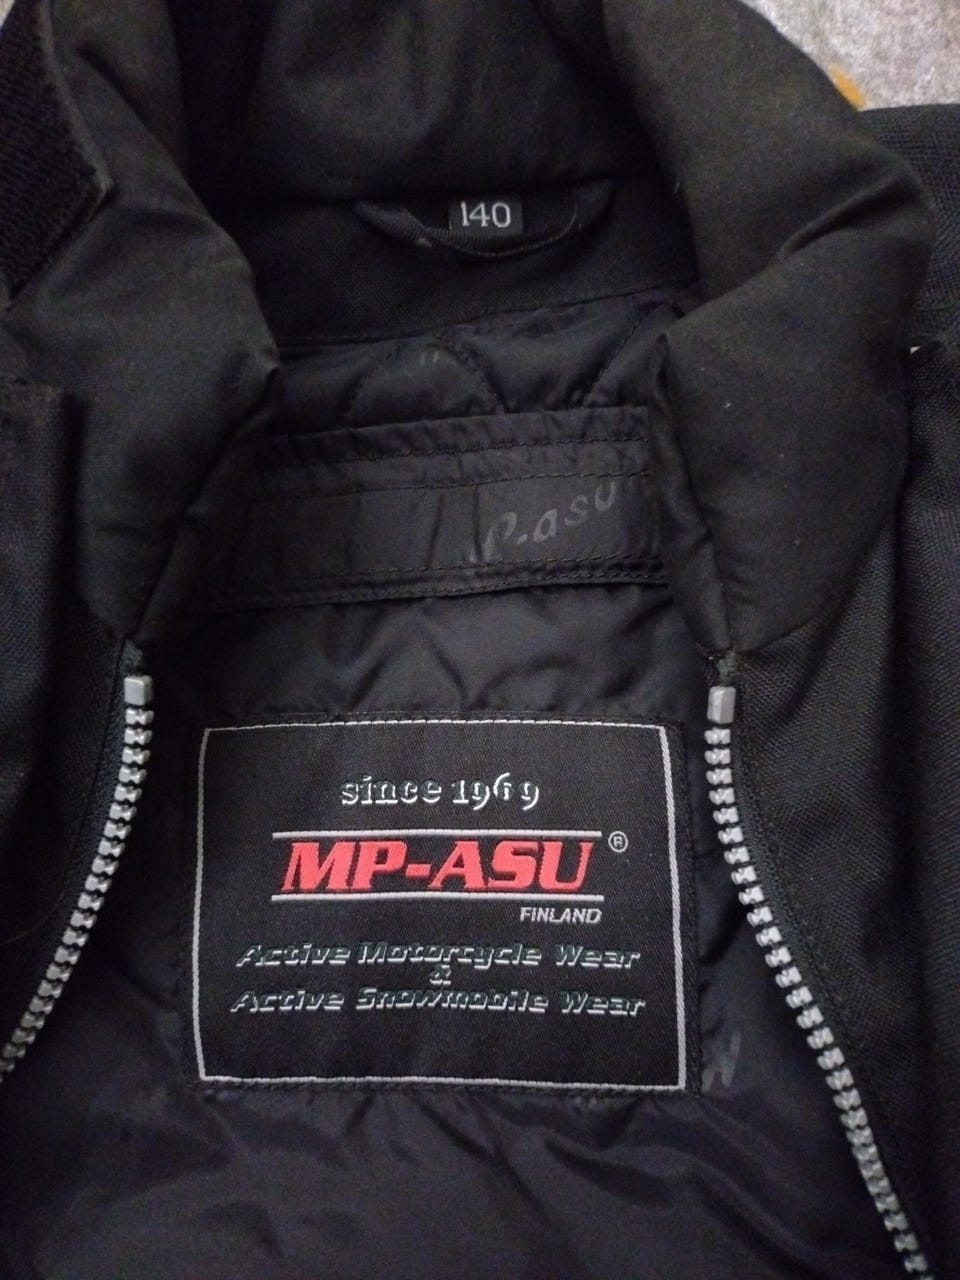 140
P-asu
since 1969
MP-ASU ®
FINLAND
Active Motorcycle Wear
&
Active Snowmobile Wear